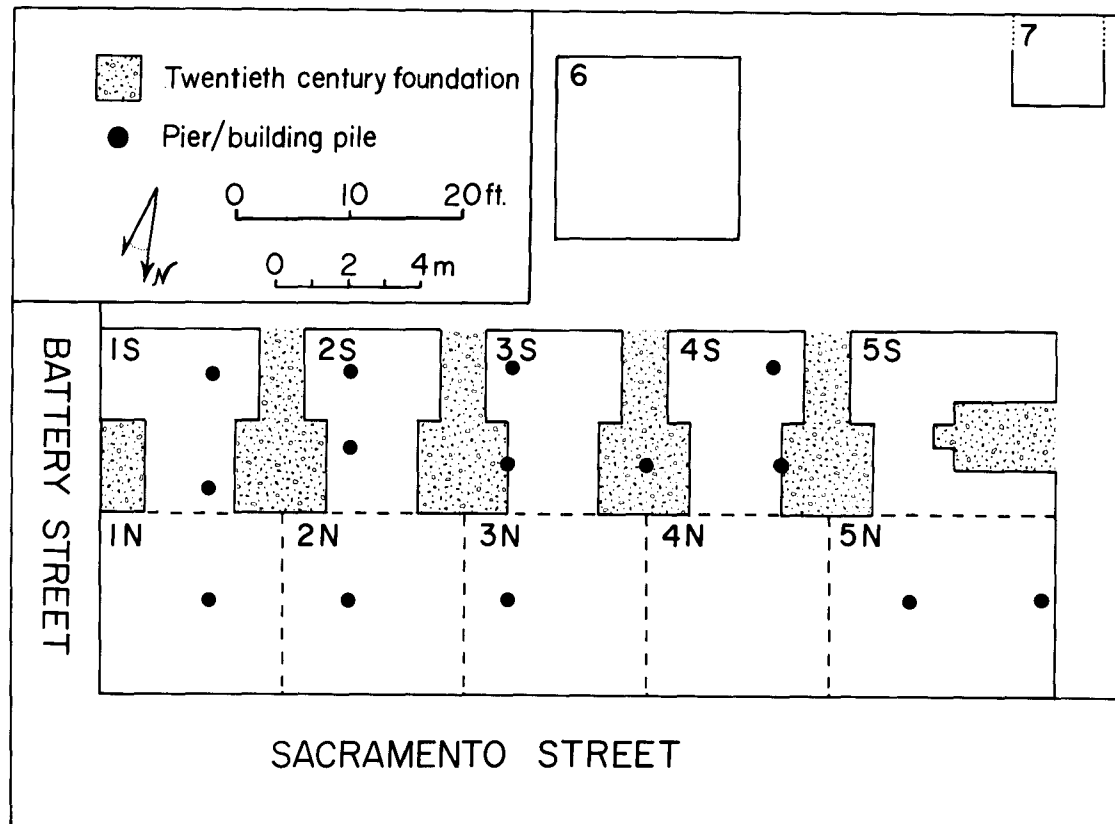 Twentieth century foundation
Pier/building pile
0 10 20 ft.
0 2 4 m
N
6
7
BATTERY STREET
1S 2S 3S 4S 5S
1N 2N 3N 4N 5N
SACRAMENTO STREET